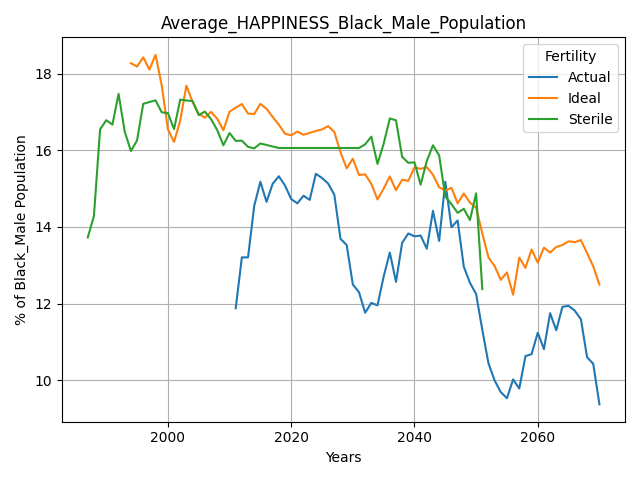 Average_HAPPINESS_Black_Male_Population
Fertility
Actual
Ideal
Sterile
% of Black_Male Population
18
16
14
12
10
2000
2020
2040
2060
Years